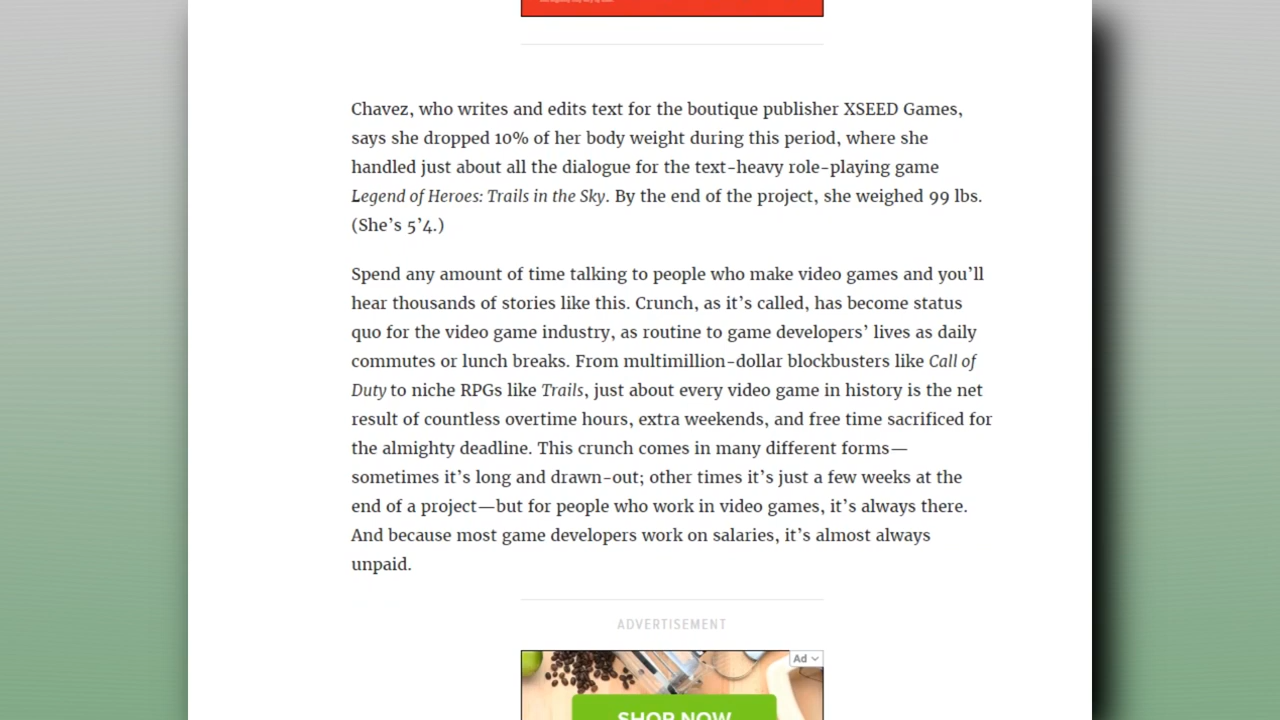 Chavez, who writes and edits text for the boutique publisher XSEED Games,
says she dropped 10% of her body weight during this period, where she
handled just about all the dialogue for the text-heavy role-playing game
Legend of Heroes: Trails in the Sky. By the end of the project, she weighed 99 lbs.
(She’s 5’4.)
Spend any amount of time talking to people who make video games and you’ll
hear thousands of stories like this. Crunch, as it’s called, has become status
quo for the video game industry, as routine to game developers’ lives as daily
commutes or lunch breaks. From multimillion-dollar blockbusters like Call of
Duty to niche RPGs like Trails, just about every video game in history is the net
result of countless overtime hours, extra weekends, and free time sacrificed for
the almighty deadline. This crunch comes in many different forms—
sometimes it’s long and drawn-out; other times it’s just a few weeks at the
end of a project—but for people who work in video games, it’s always there.
And because most game developers work on salaries, it’s almost always
unpaid.
ADVERTISEMENT
Ad
SHOP NOW